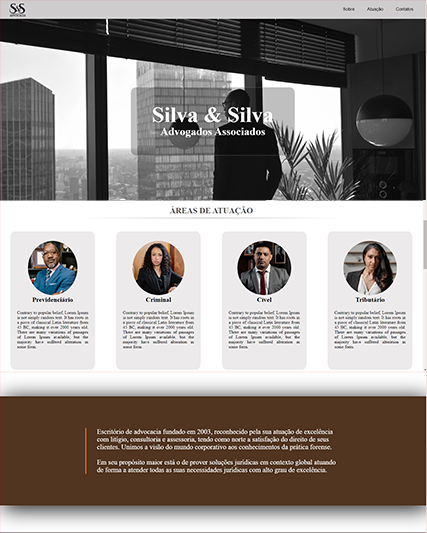 S&S
ADVOCACIA
Sobre Atuação Contatos
Silva & Silva
Advogados Associados
ÁREAS DE ATUAÇÃO
Previdenciário
Contrary to popular belief, Lorem Ipsum
is not simply random text. It has roots in
a piece of classical Latin literature from
45 BC, making it over 2000 years old.
There are many variations of passages
of Lorem Ipsum available, but the
majority have suffered alteration in
some form.
Criminal
Contrary to popular belief, Lorem Ipsum
is not simply random text. It has roots in
a piece of classical Latin literature from
45 BC, making it over 2000 years old.
There are many variations of passages
of Lorem Ipsum available, but the
majority have suffered alteration in
some form.
Cível
Contrary to popular belief, Lorem Ipsum
is not simply random text. It has roots in
a piece of classical Latin literature from
45 BC, making it over 2000 years old.
There are many variations of passages
of Lorem Ipsum available, but the
majority have suffered alteration in
some form.
Tributário
Contrary to popular belief, Lorem Ipsum
is not simply random text. It has roots in
a piece of classical Latin literature from
45 BC, making it over 2000 years old.
There are many variations of passages
of Lorem Ipsum available, but the
majority have suffered alteration in
some form.
Escritório de advocacia fundado em 2003, reconhecido pela sua atuação de excelência
com litígio, consultoria e assessoria, tendo como norte a satisfação do direito de seus
clientes. Unimos a visão do mundo corporativo aos conhecimentos da prática forense.
Em seu propósito maior está o de prover soluções jurídicas em contexto global atuando
de forma a atender todas as suas necessidades jurídicas com alto grau de excelência.